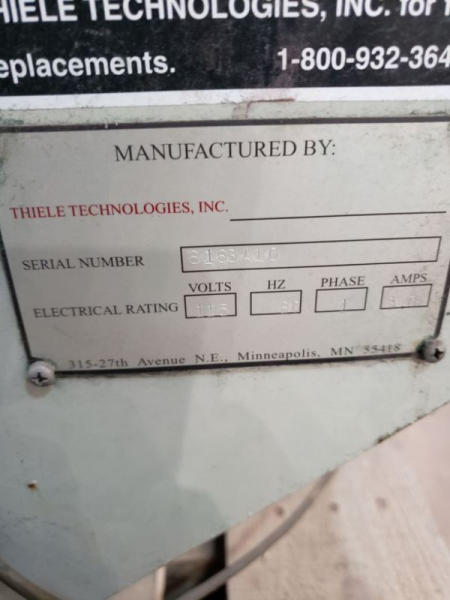 THIELE TECHNOLOGIES, INC. for
eplacements. 1-800-932-364
MANUFACTURED BY:
THIELE TECHNOLOGIES, INC.
SERIAL NUMBER
VOLTS HZ PHASE AMPS
ELECTRICAL RATING 115 60 1
315-27th Avenue N.E., Minneapolis, MN 55418